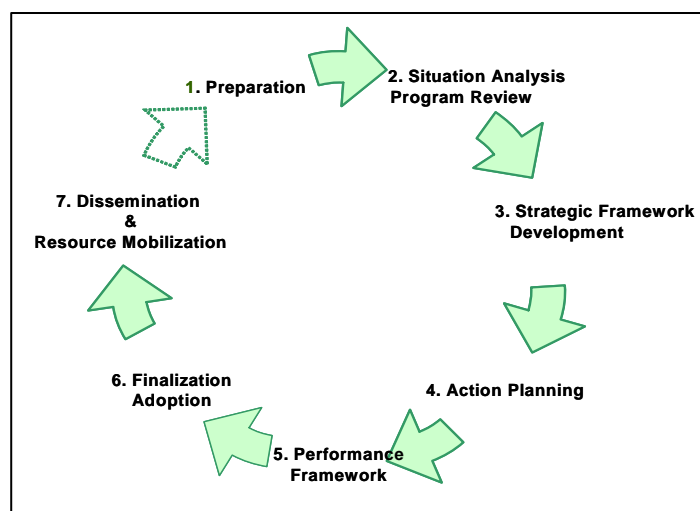 1. Preparation
2. Situation Analysis
Program Review
3. Strategic Framework
Development
4. Action Planning
5. Performance
Framework
6. Finalization
Adoption
7. Dissemination
&
Resource Mobilization